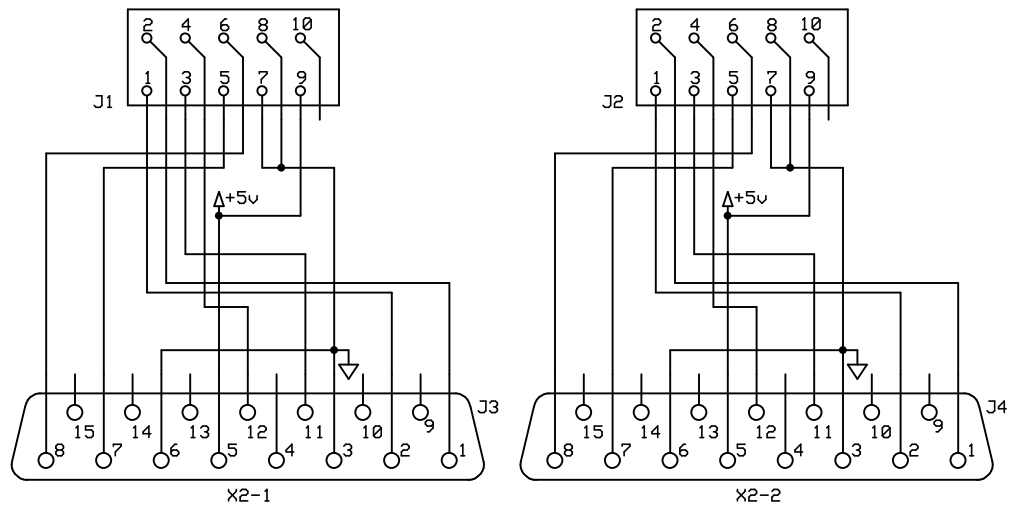 2 4 6 8 10 2 4 6 8 10
1 3 5 7 9 1 3 5 7 9
J1 J2
+5v +5v
J3 J4
15 14 13 12 11 10 9 15 14 13 12 11 10 9
8 7 6 5 4 3 2 1 8 7 6 5 4 3 2 1
X2-1 X2-2